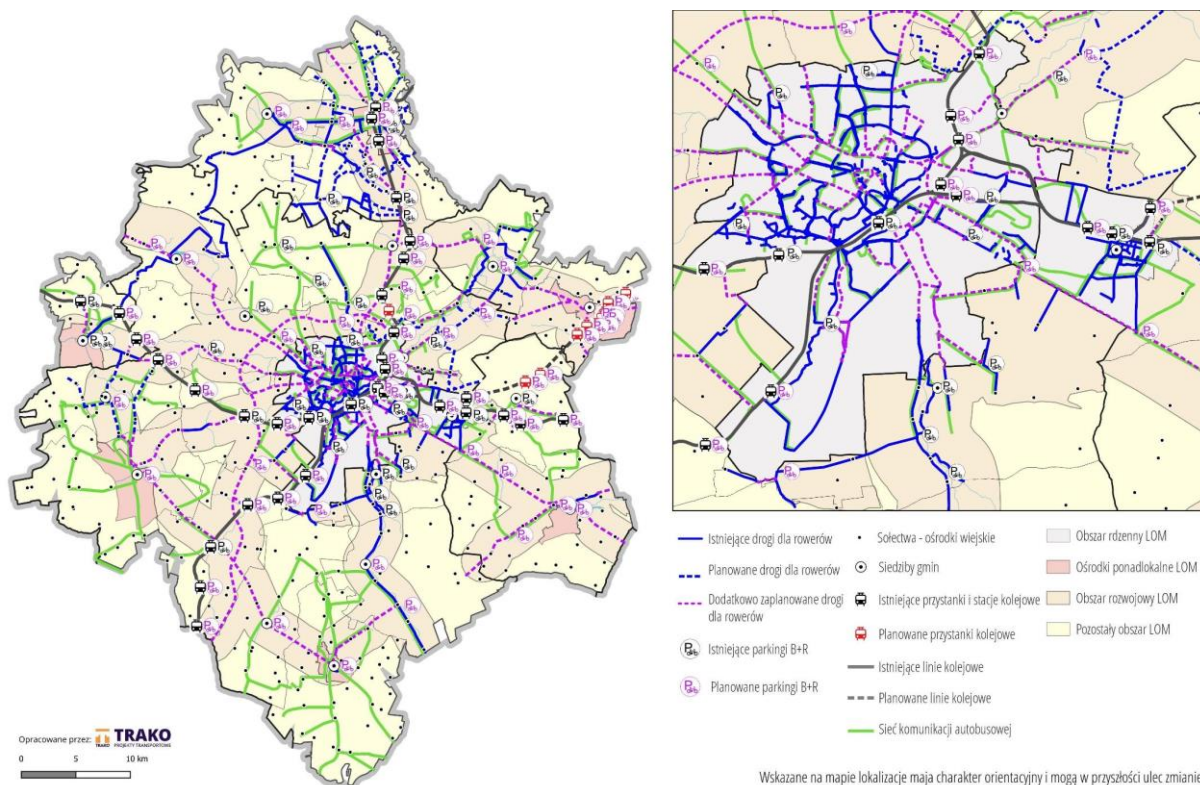 Istniejące drogi dla rowerów
Planowane drogi dla rowerów
Dodatkowo zaplanowane drogi
dla rowerów
Istniejące parkingi B+R
Planowane parkingi B+R
Sołectwa - ośrodki wiejskie
Siedziby gmin
Istniejące przystanki i stacje kolejowe
Planowane przystanki kolejowe
Istniejące linie kolejowe
Planowane linie kolejowe
Sieć komunikacji autobusowej
Obszar rdzenny LOM
Ośrodki ponadlokalne LOM
Obszar rozwojowy LOM
Pozostały obszar LOM
Opracowane przez: TRAKO TRAKO
PROJEKTY TRANSPORTOWE
0 5 10 km
Wskazane na mapie lokalizacje maja charakter orientacyjny i mogą w przyszłości ulec zmianie